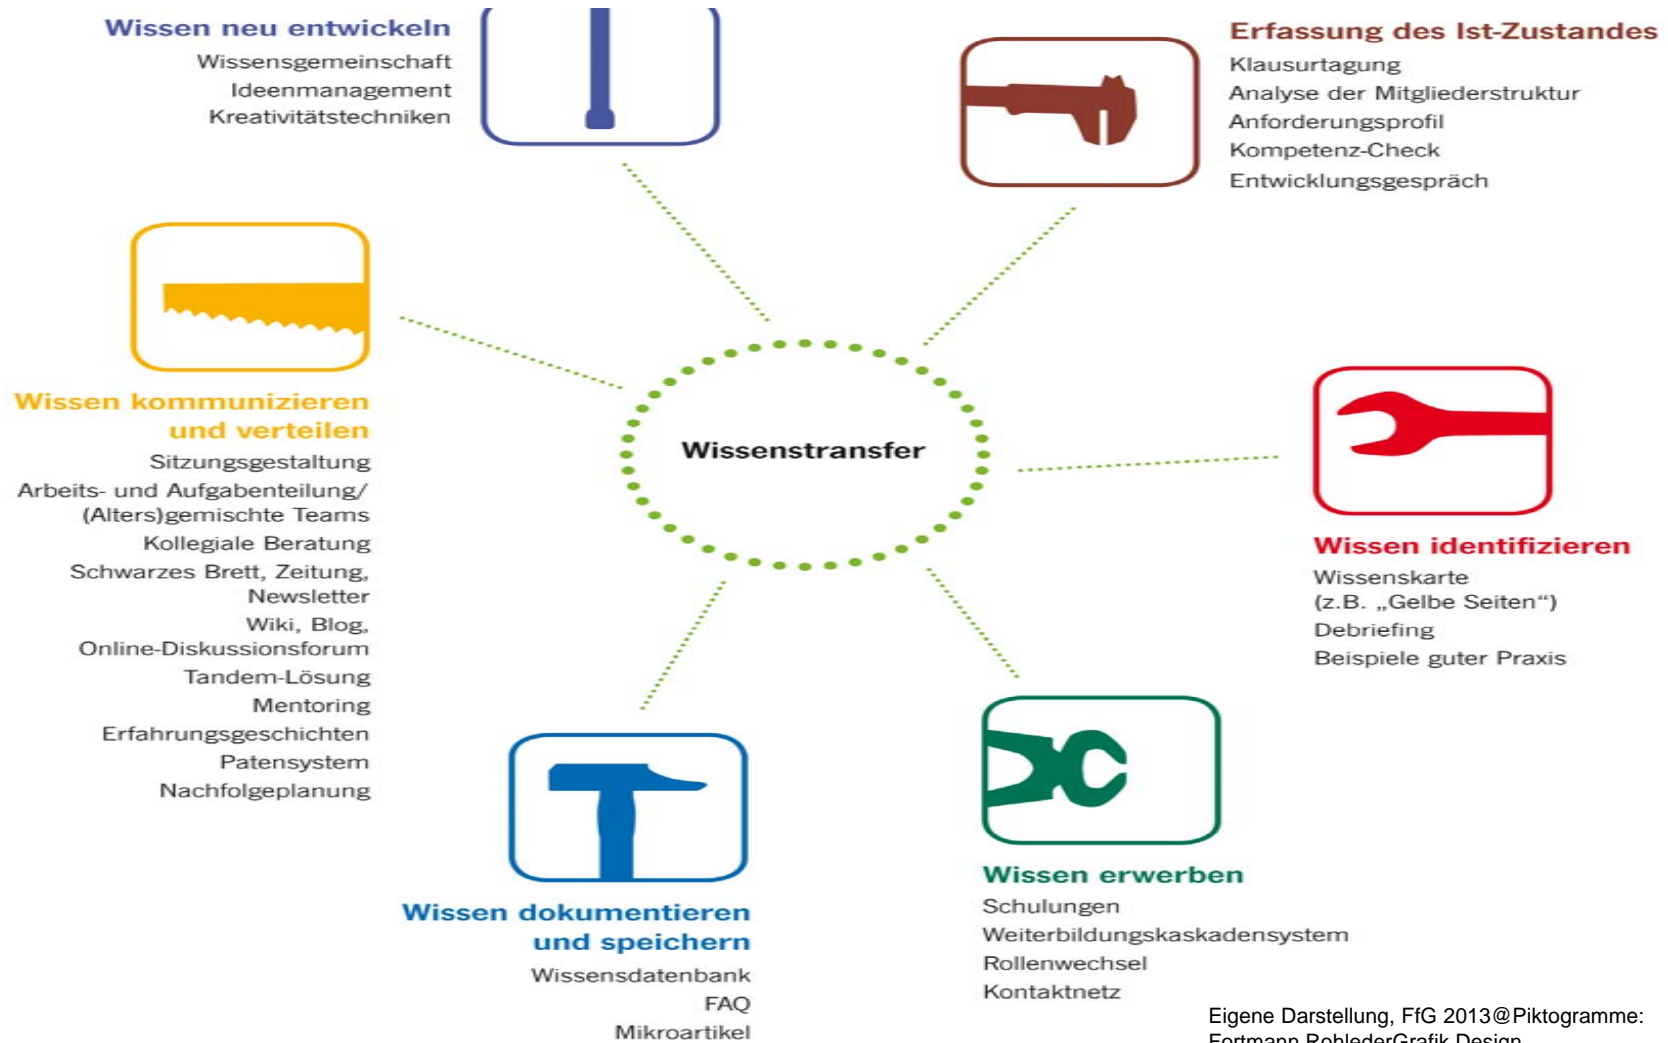 Wissen neu entwickeln
Wissensgemeinschaft
Ideenmanagement
Kreativitätstechniken
Erfassung des Ist-Zustandes
Klausurtagung
Analyse der Mitgliederstruktur
Anforderungsprofil
Kompetenz-Check
Entwicklungsgespräch
Wissen kommunizieren
und verteilen
Sitzungsgestaltung
Arbeits- und Aufgabenteilung/
(Alters)gemischte Teams
Kollegiale Beratung
Schwarzes Brett, Zeitung,
Newsletter
Wiki, Blog,
Online-Diskussionsforum
Tandem-Lösung
Mentoring
Erfahrungsgeschichten
Patensystem
Nachfolgeplanung
Wissenstransfer
Wissen identifizieren
Wissenskarte
(z.B. „Gelbe Seiten“)
Debriefing
Beispiele guter Praxis
Wissen dokumentieren
und speichern
Wissensdatenbank
FAQ
Mikroartikel
Wissen erwerben
Schulungen
Weiterbildungskaskadensystem
Rollenwechsel
Kontaktnetz
Eigene Darstellung, FfG 2013@Piktogramme:
Fortmann.RohlederGrafik.Design